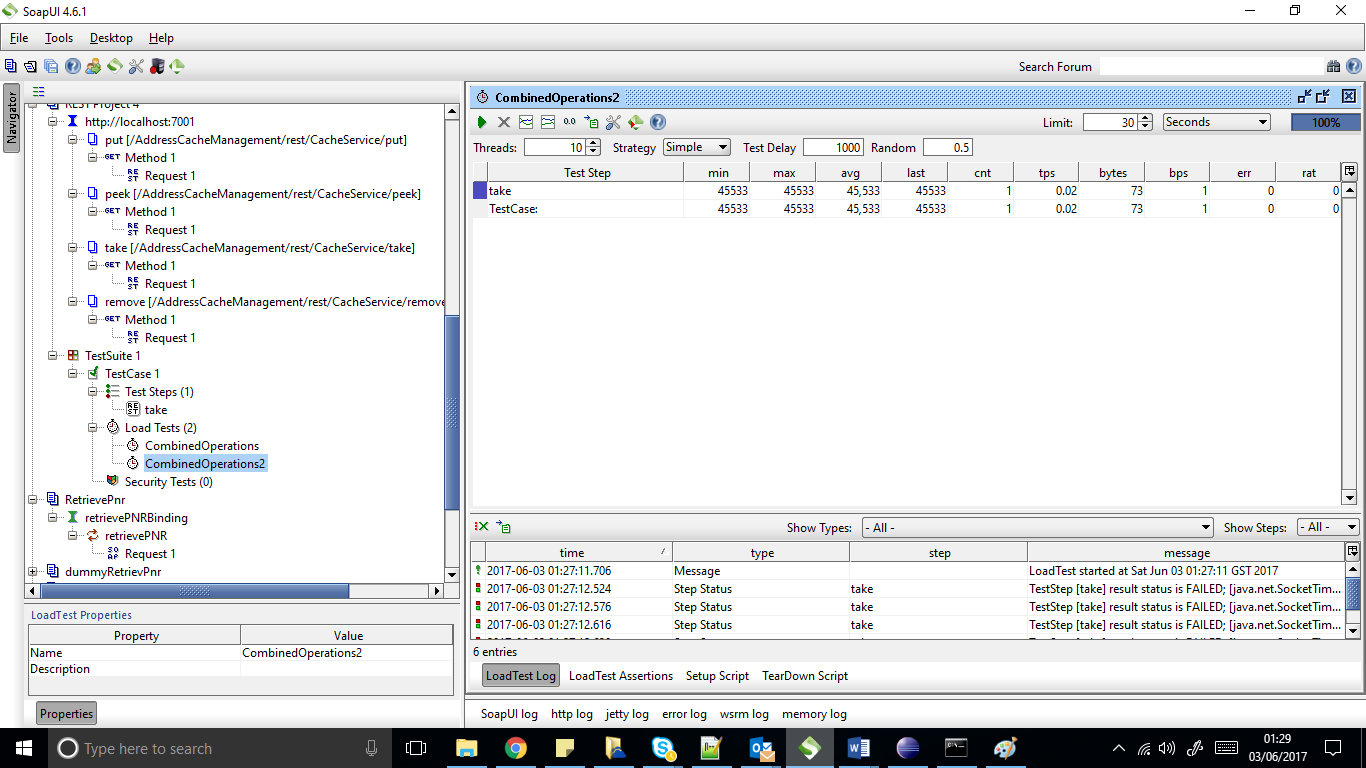 SoapUI 4.6.1
File Tools Desktop Help
Search Forum
Navigator
REST Project 4
http://localhost:7001
put [/AddressCacheManagement/rest/CacheService/put]
GET Method 1
REST Request 1
peek [/AddressCacheManagement/rest/CacheService/peek]
GET Method 1
REST Request 1
take [/AddressCacheManagement/rest/CacheService/take]
GET Method 1
REST Request 1
remove [/AddressCacheManagement/rest/CacheService/remove
GET Method 1
REST Request 1
TestSuite 1
TestCase 1
Test Steps (1)
REST take
Load Tests (2)
CombinedOperations
CombinedOperations2
Security Tests (0)
RetrievePnr
retrievePNRBinding
retrievePNR
SOAP Request 1
dummyRetrievPnr
LoadTest Properties
Property Value
Name CombinedOperations2
Description
Properties
CombinedOperations2
0.0
Limit: 30 Seconds 100%
Threads: 10 Strategy Simple Test Delay 1000 Random 0.5
Test Step min max avg last cnt tps bytes bps err rat
take 45533 45533 45,533 45533 1 0.02 73 1 0 0
TestCase: 45533 45533 45,533 45533 1 0.02 73 1 0 0
Show Types: - All - Show Steps: - All -
time type step message
2017-06-03 01:27:11.706 Message LoadTest started at Sat Jun 03 01:27:11 GST 2017
2017-06-03 01:27:12.524 Step Status take TestStep [take] result status is FAILED; [java.net.SocketTim...
2017-06-03 01:27:12.576 Step Status take TestStep [take] result status is FAILED; [java.net.SocketTim...
2017-06-03 01:27:12.616 Step Status take TestStep [take] result status is FAILED; [java.net.SocketTim...
6 entries
LoadTest Log LoadTest Assertions Setup Script TearDown Script
SoapUI log http log jetty log error log wsrm log memory log
Type here to search
01:29
03/06/2017